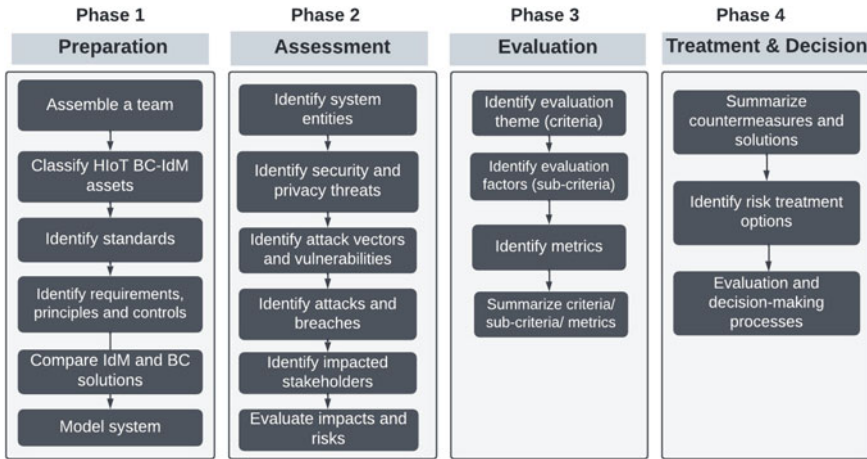 Phase 1
Preparation
Assemble a team
Classify HIoT BC-IdM
assets
Identify standards
Identify requirements,
principles and controls
Compare IdM and BC
solutions
Model system
Phase 2
Assessment
Identify system
entities
Identify security and
privacy threats
Identify attack vectors
and vulnerabilities
Identify attacks and
breaches
Identify impacted
stakeholders
Evaluate impacts and
risks
Phase 3
Evaluation
Identify evaluation
theme (criteria)
Identify evaluation
factors (sub-criteria)
Identify metrics
Summarize criteria/
sub-criteria/ metrics
Phase 4
Treatment & Decision
Summarize
countermeasures and
solutions
Identify risk treatment
options
Evaluation and
decision-making
processes